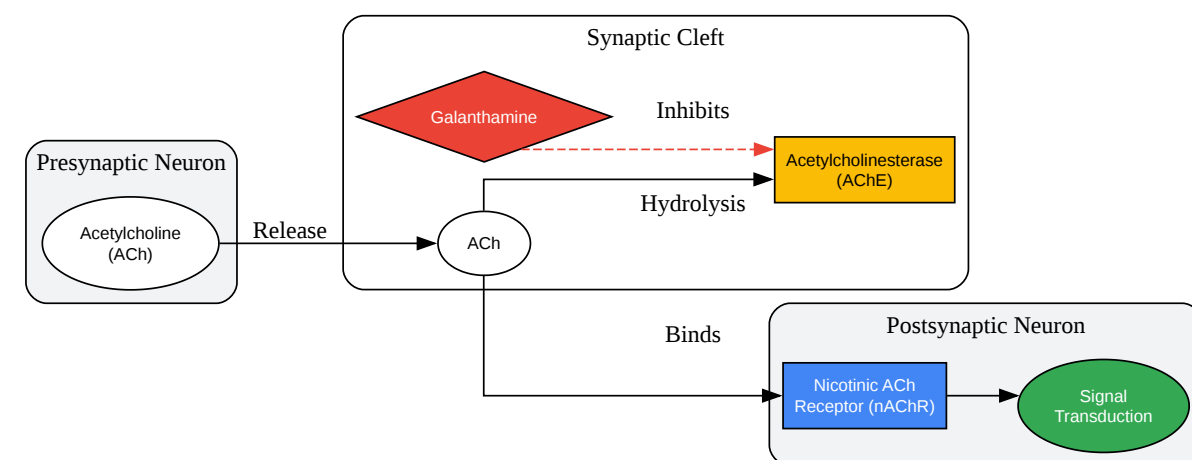 Synaptic Cleft
Galanthamine
Inhibits
Presynaptic Neuron
Acetylcholinesterase
(AChE)
Hydrolysis
Acetylcholine
(ACh)
Release
ACh
Binds
Postsynaptic Neuron
Nicotinic ACh
Receptor (nAChR)
Signal
Transduction